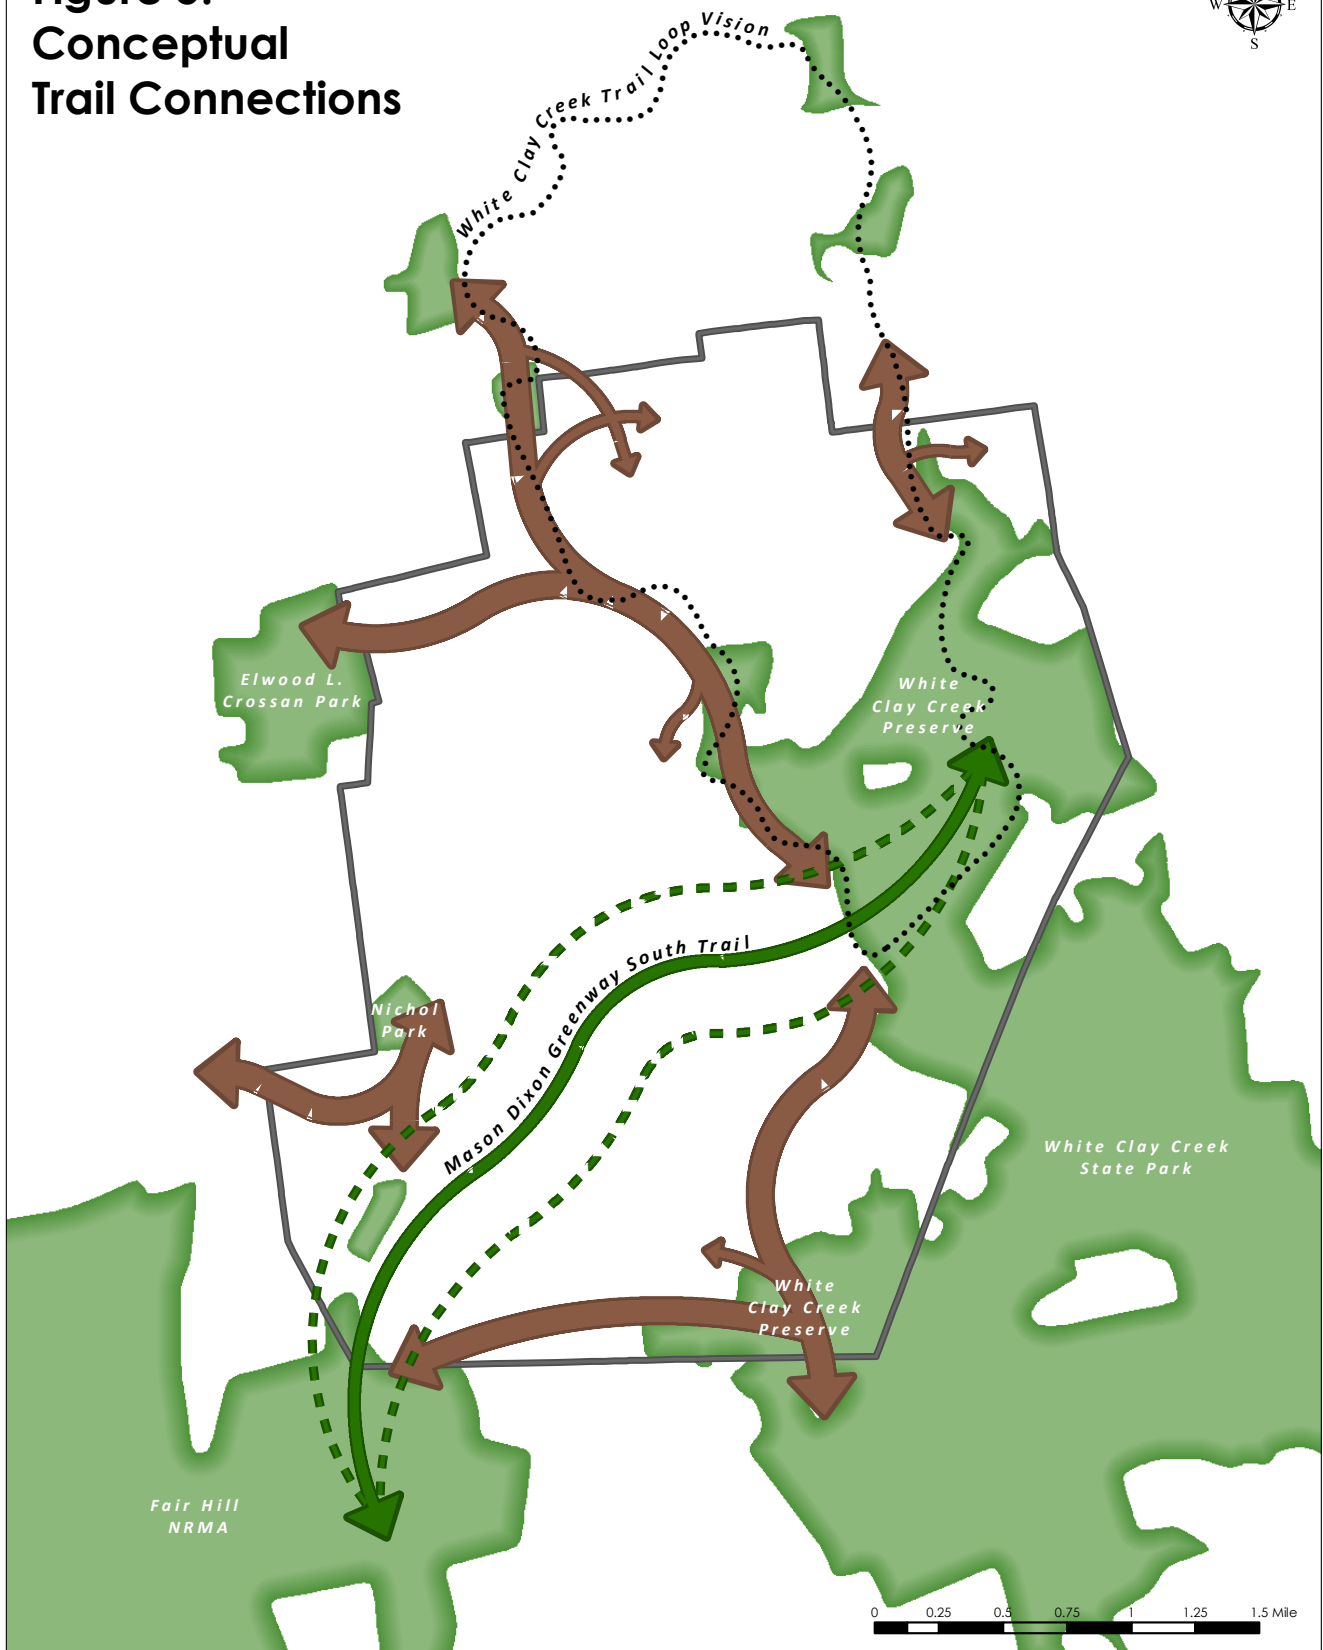 Conceptual
Trail Connections
W E
S
White Clay Creek Trail Loop Vision
Elwood L.
Crossan Park
White
Clay Creek
Preserve
Mason Dixon Greenway South Trail
Nichol
Park
White Clay Creek
State Park
White
Clay Creek
Preserve
Fair Hill
NRMA
0 0.25 0.5 0.75 1 1.25 1.5 Mile